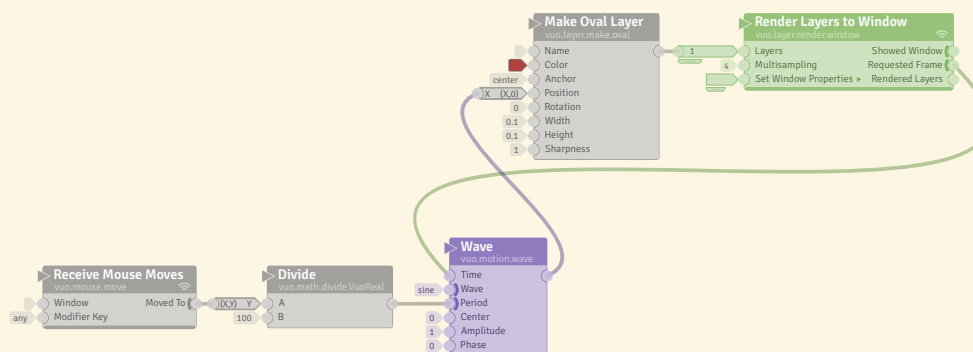 Make Oval Layer
vuo.layer.make.oval
Name
Color
center Anchor
X (X,0) Position
0 Rotation
0.1 Width
0.1 Height
1 Sharpness
Render Layers to Window
vuo.layer.render.window
1 Layers Showed Window
4 Multisampling Requested Frame
Set Window Properties ▸ Rendered Layers
Receive Mouse Moves
vuo.mouse.move
Window Moved To
any Modifier Key
(X,Y) Y
Divide
vuo.math.divide.VuoReal
A
100 B
Wave
vuo.motion.wave
Time
sine Wave
Period
0 Center
1 Amplitude
0 Phase